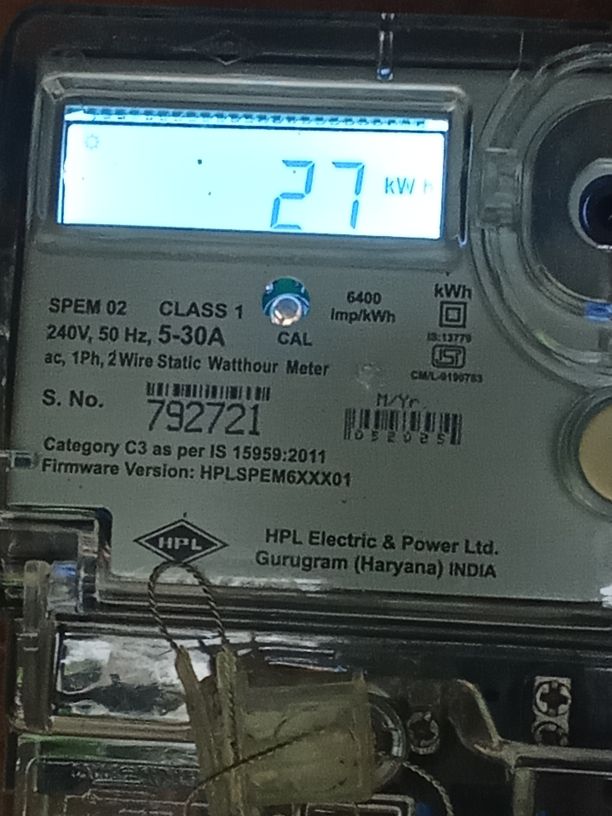 27 kWh
SPEM 02 CLASS 1
240V, 50 Hz, 5-30A
CAL
6400
Imp/kWh
kWh
IS:13779
ac, 1Ph, 2 Wire Static Watthour Meter
S. No.
792721
M/Yr.
052025
Category C3 as per IS 15959:2011
Firmware Version: HPLSPEM6XXX01
HPL
HPL Electric & Power Ltd.
Gurugram (Haryana) INDIA